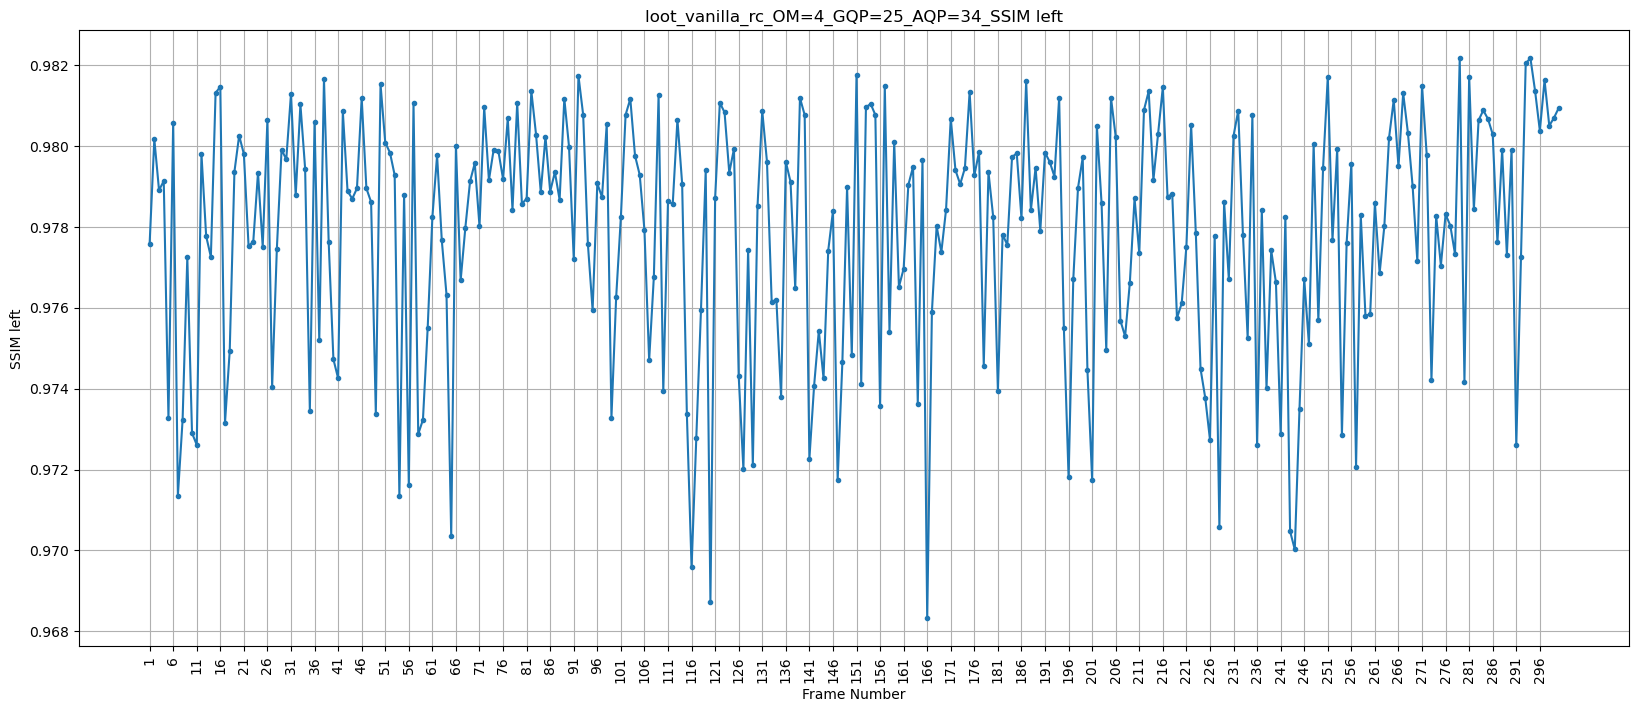 loot_vanilla_rc_OM=4_GQP=25_AQP=34_SSIM left
0.982
0.980
0.978
0.976
0.974
0.972
0.970
0.968
SSIM left
1 6 11 16 21 26 31 36 41 46 51 56 61 66 71 76 81 86 91 96 101 106 111 116 121 126 131 136 141 146 151 156 161 166 171 176 181 186 191 196 201 206 211 216 221 226 231 236 241 246 251 256 261 266 271 276 281 286 291 296
Frame Number